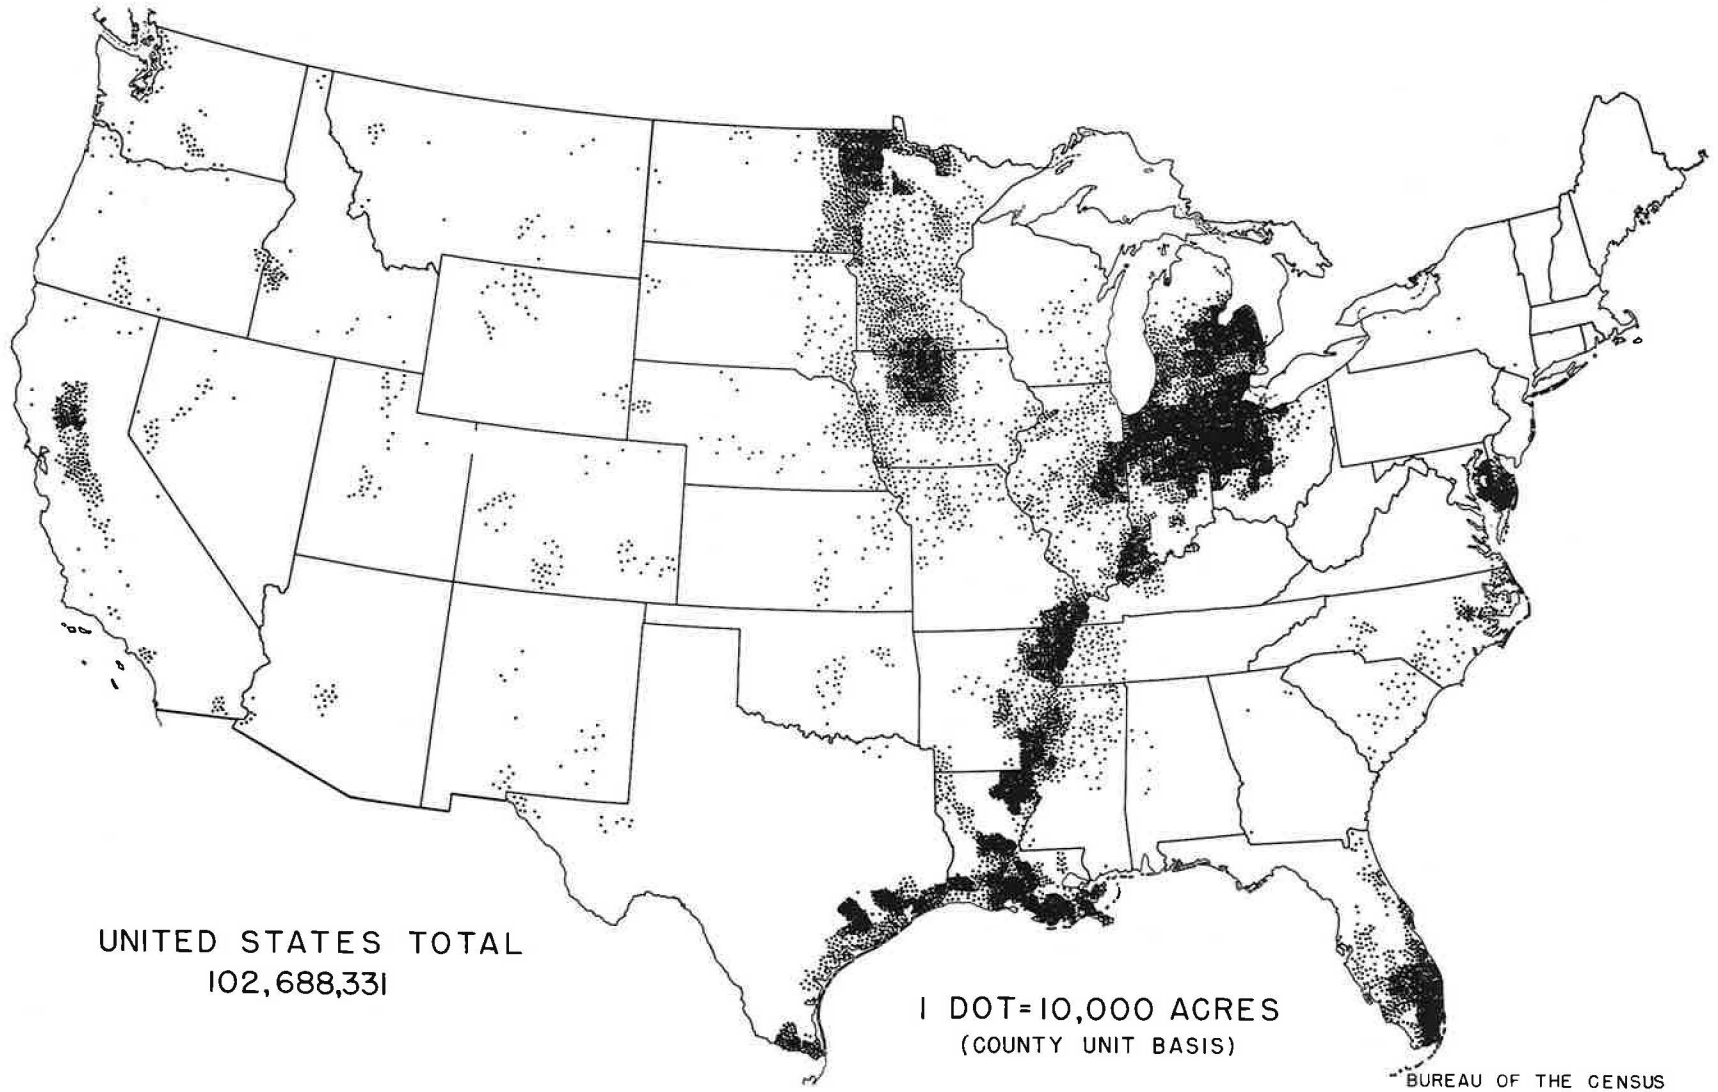 UNITED STATES TOTAL
102,688,331
1 DOT=10,000 ACRES
(COUNTY UNIT BASIS)
BUREAU OF THE CENSUS